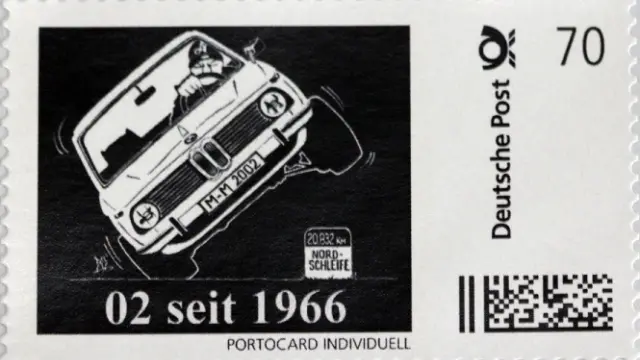 M-M 2002
20,832 KM
NORD-
SCHLEIFE
02 seit 1966
PORTOCARD INDIVIDUELL
Deutsche Post
70